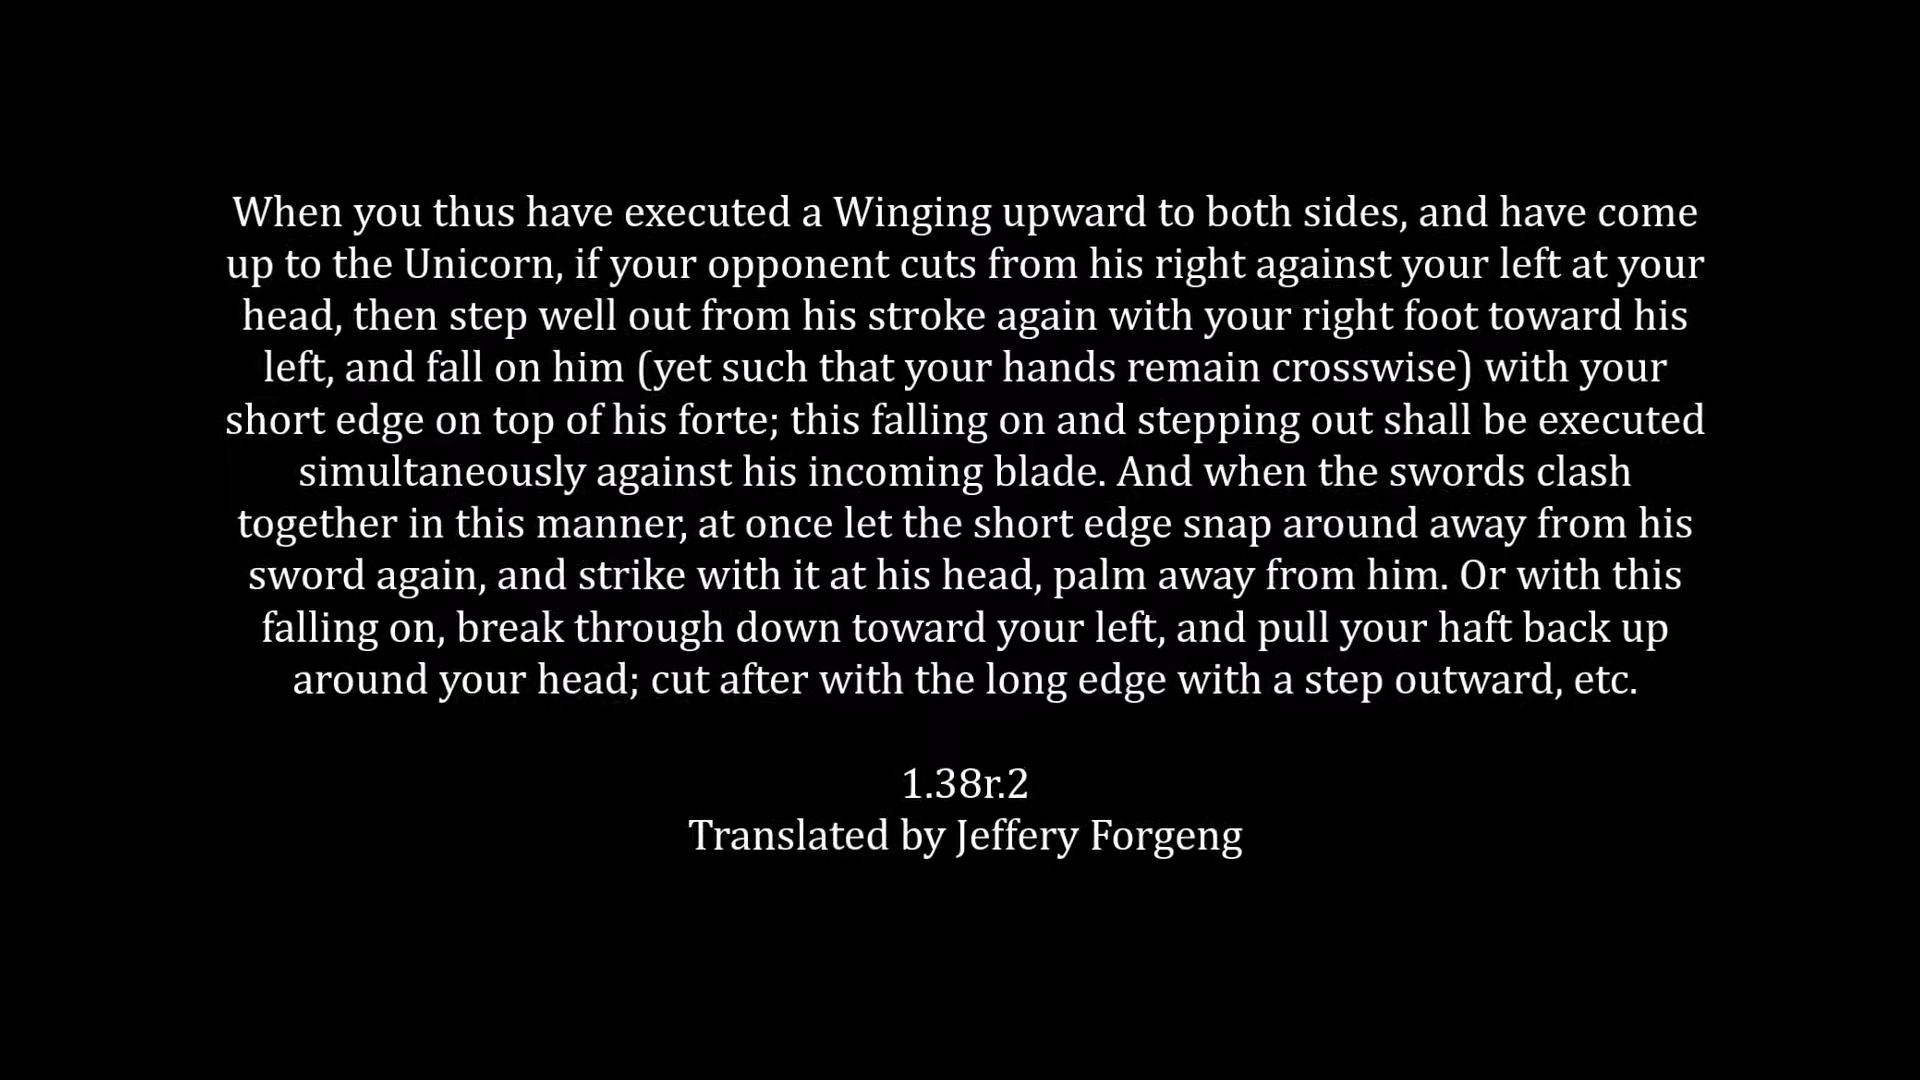 When you thus have executed a Winging upward to both sides, and have come
up to the Unicorn, if your opponent cuts from his right against your left at your
head, then step well out from his stroke again with your right foot toward his
left, and fall on him (yet such that your hands remain crosswise) with your
short edge on top of his forte; this falling on and stepping out shall be executed
simultaneously against his incoming blade. And when the swords clash
together in this manner, at once let the short edge snap around away from his
sword again, and strike with it at his head, palm away from him. Or with this
falling on, break through down toward your left, and pull your haft back up
around your head; cut after with the long edge with a step outward, etc.
1.38r.2
Translated by Jeffery Forgeng